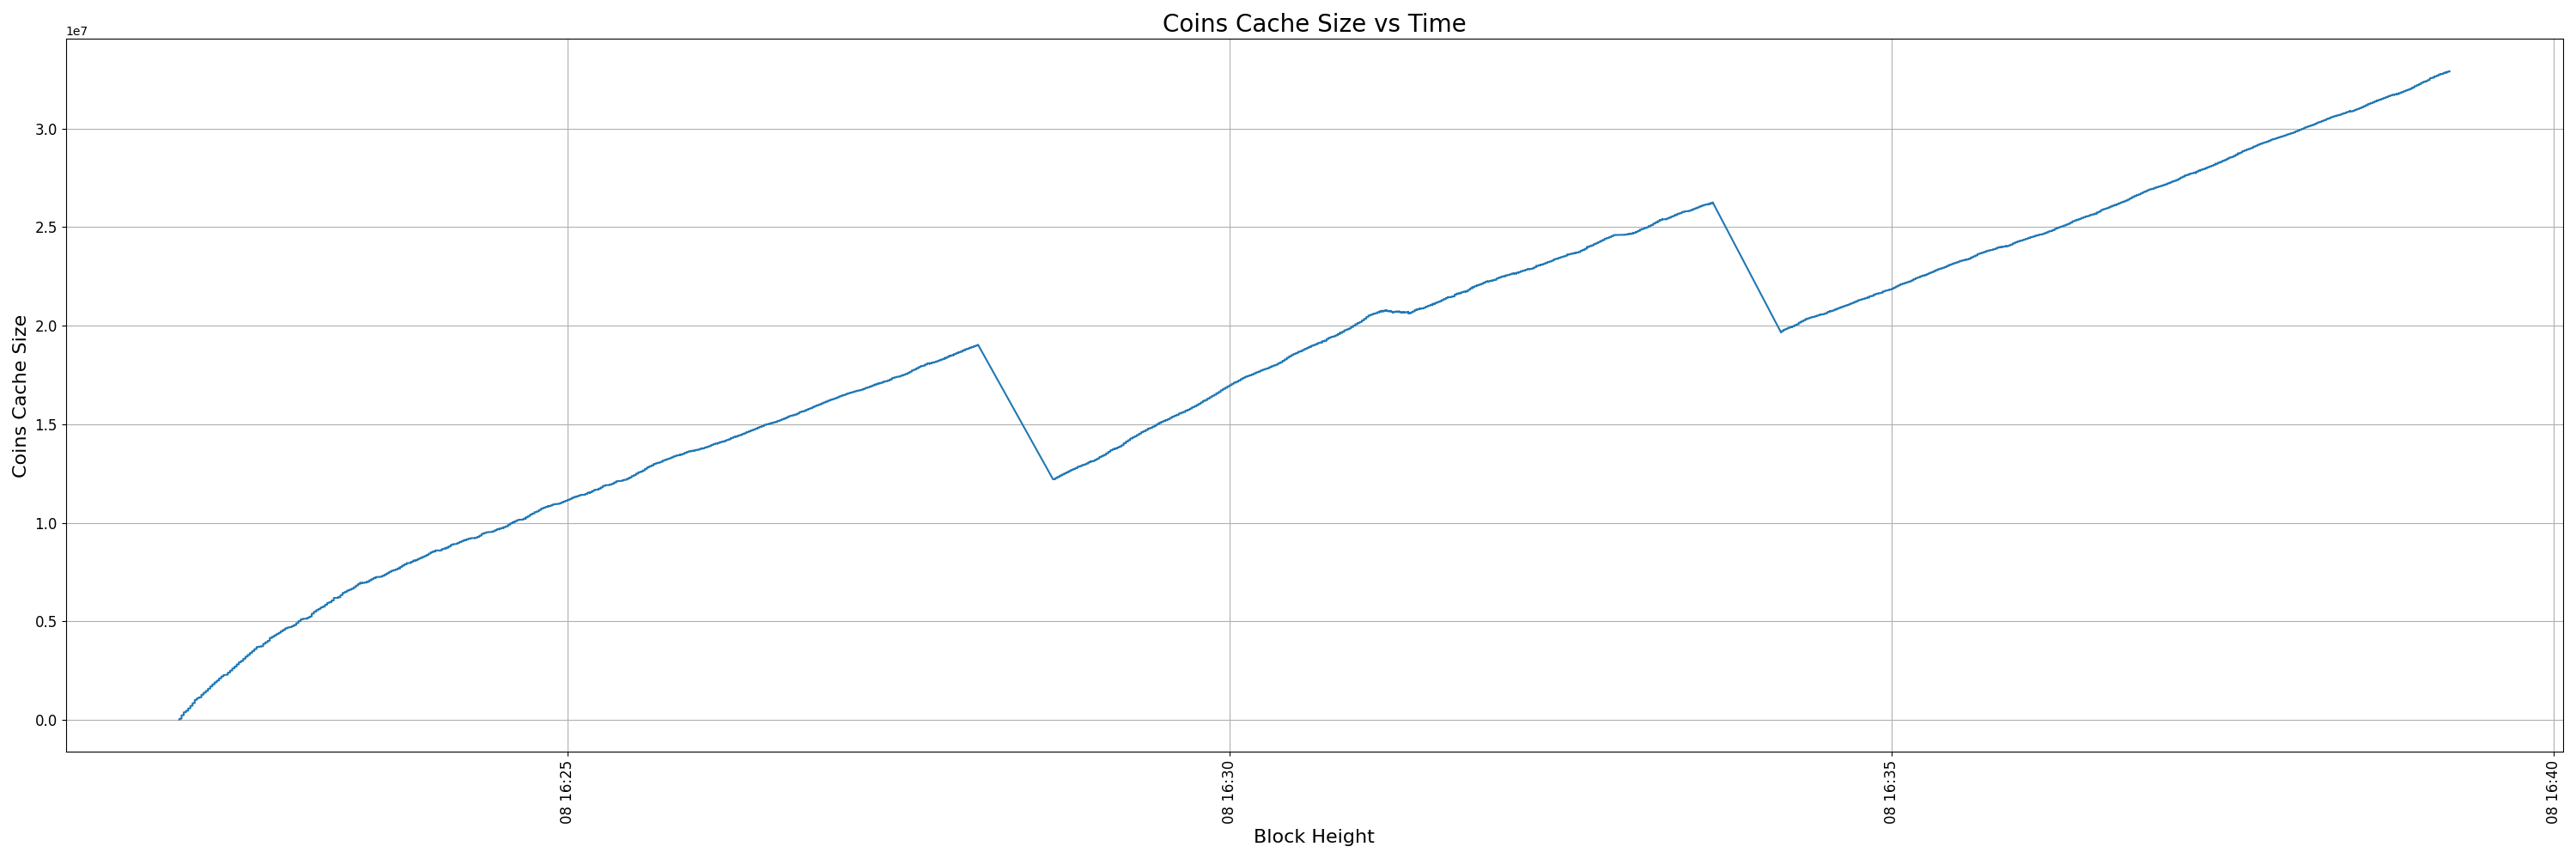 Coins Cache Size vs Time
1e7
3.0
2.5
2.0
1.5
1.0
0.5
0.0
Coins Cache Size
08 16:25
08 16:30
08 16:35
08 16:40
Block Height